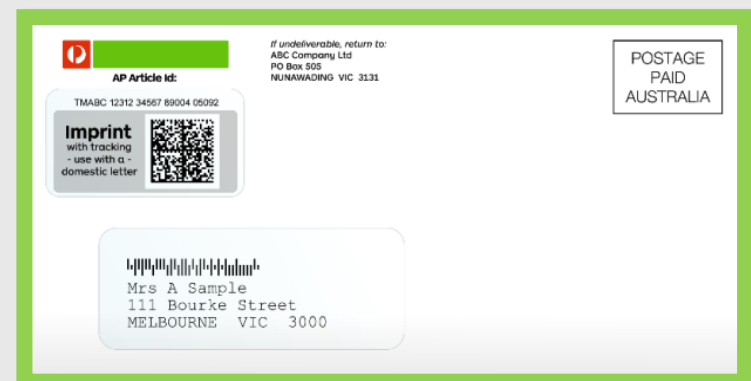 If undeliverable, return to:
ABC Company Ltd
PO Box 505
NUNAWADING VIC 3131
POSTAGE
PAID
AUSTRALIA
AP Article Id:
TMABC 12312 34567 89004 05092
Imprint
with tracking
- use with a -
domestic letter
Mrs A Sample
111 Bourke Street
MELBOURNE VIC 3000